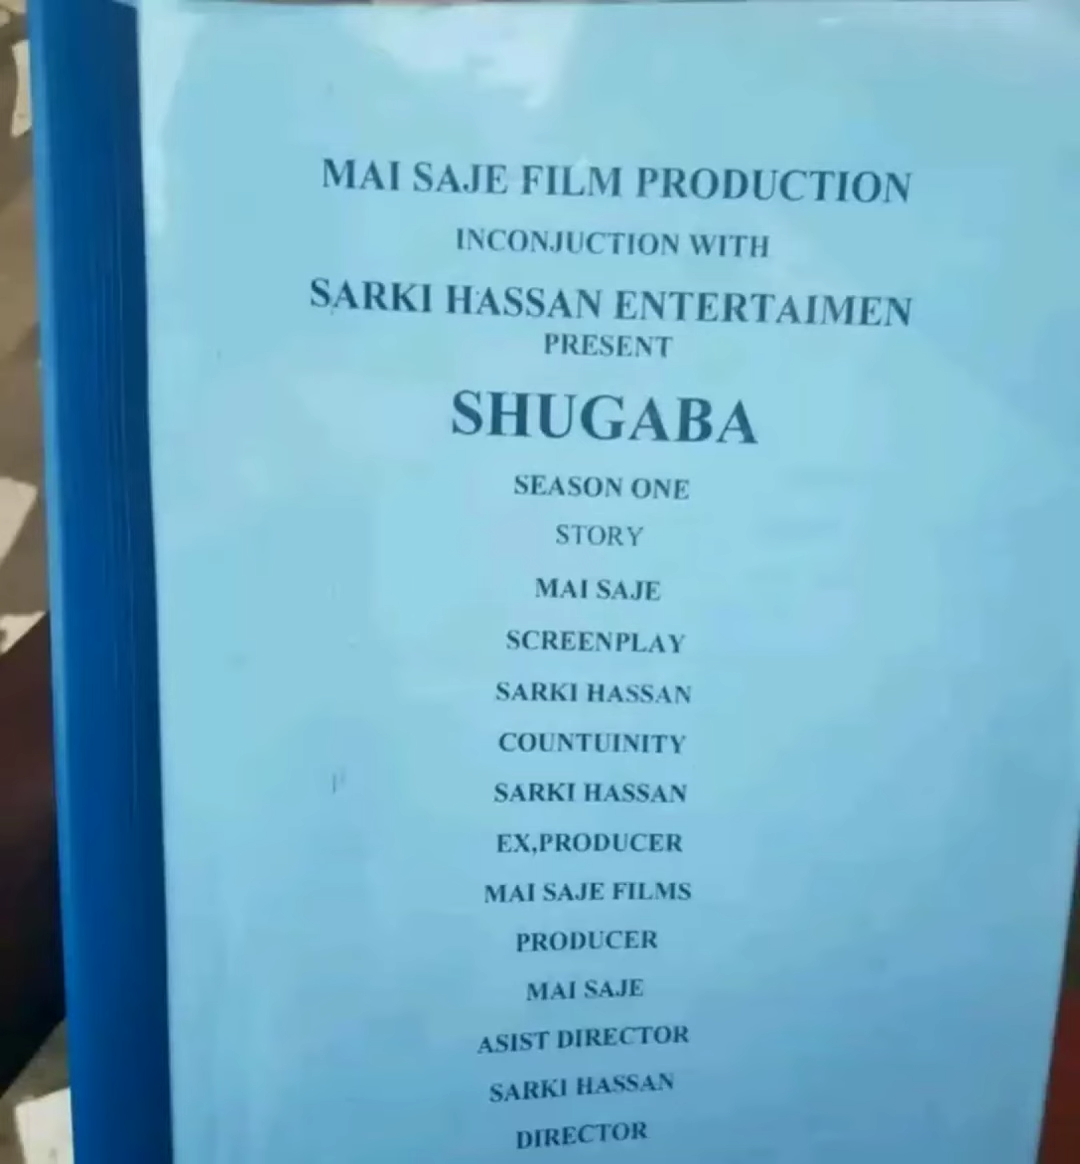 MAI SAJE FILM PRODUCTION
INCONJUCTION WITH
SARKI HASSAN ENTERTAIMEN
PRESENT
SHUGABA
SEASON ONE
STORY
MAI SAJE
SCREENPLAY
SARKI HASSAN
COUNTUINITY
SARKI HASSAN
EX,PRODUCER
MAI SAJE FILMS
PRODUCER
MAI SAJE
ASIST DIRECTOR
SARKI HASSAN
DIRECTOR